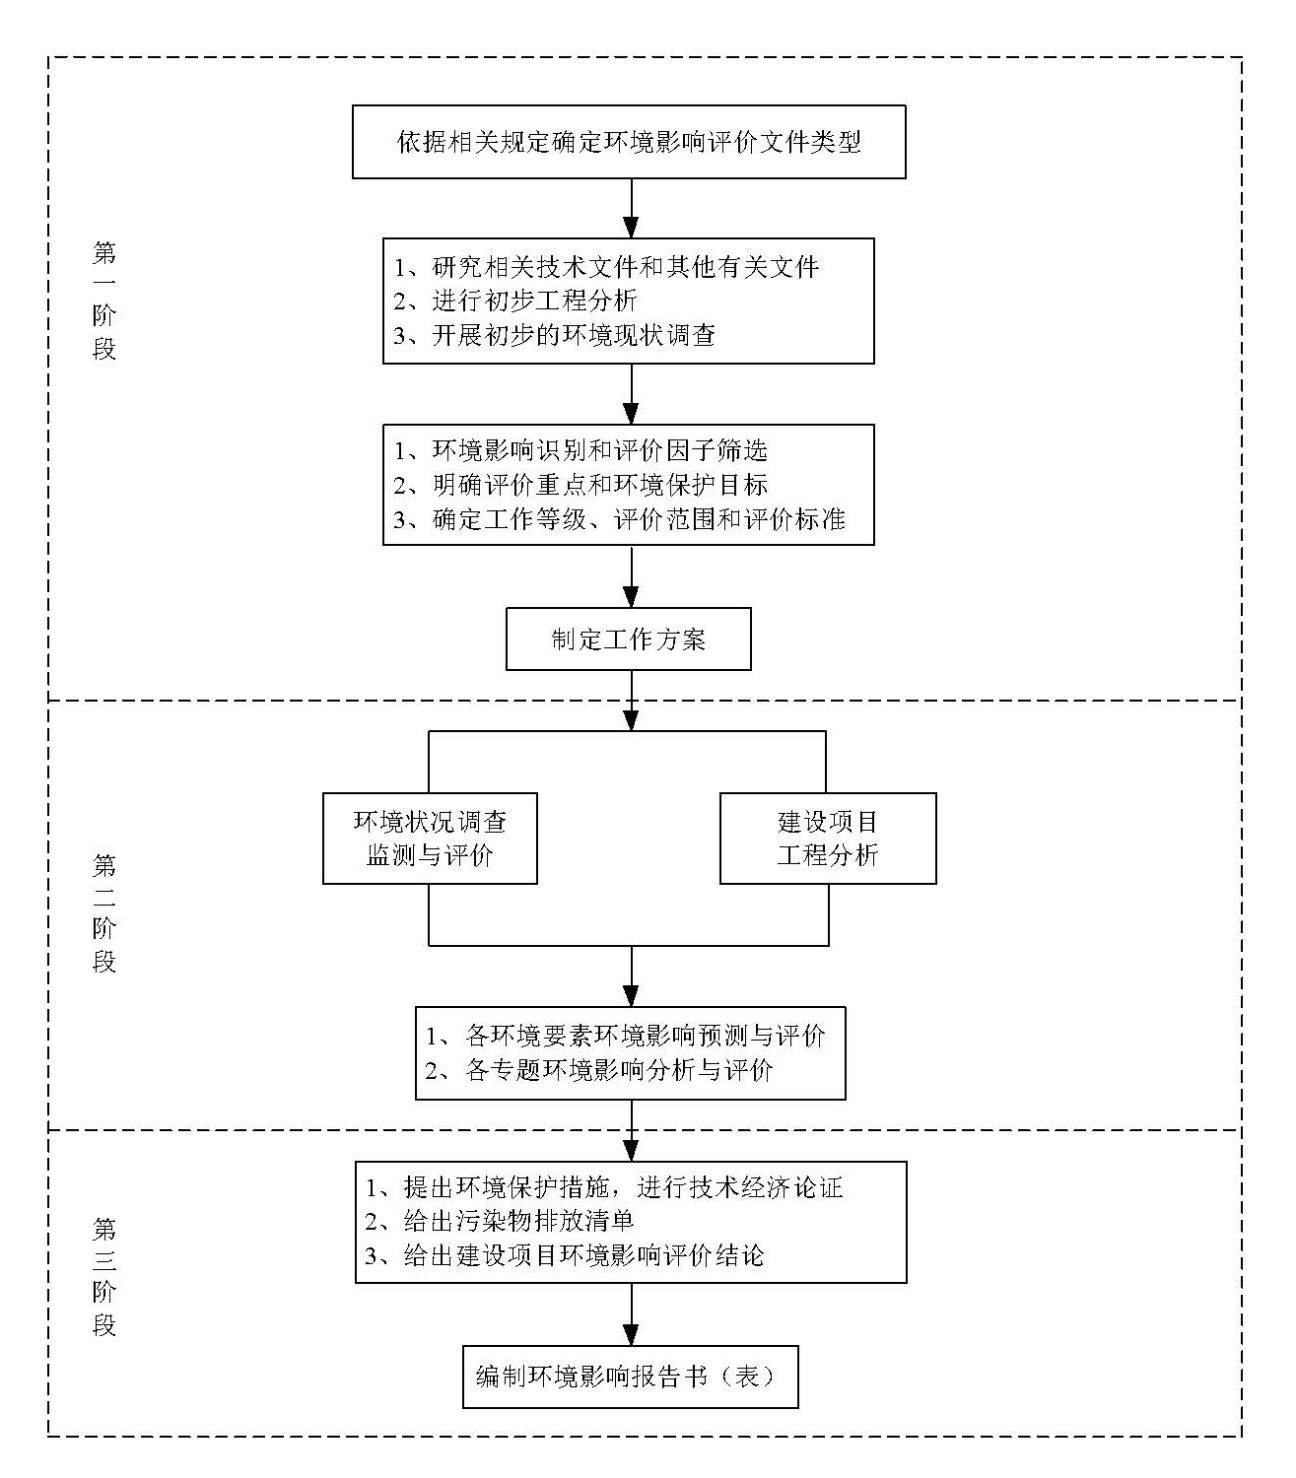 依据相关规定确定环境影响评价文件类型
第一阶段
1、研究相关技术文件和其他有关文件
2、进行初步工程分析
3、开展初步的环境现状调查
1、环境影响识别和评价因子筛选
2、明确评价重点和环境保护目标
3、确定工作等级、评价范围和评价标准
制定工作方案
第二阶段
环境状况调查
监测与评价
建设项目
工程分析
1、各环境要素环境影响预测与评价
2、各专题环境影响分析与评价
第三阶段
1、提出环境保护措施，进行技术经济论证
2、给出污染物排放清单
3、给出建设项目环境影响评价结论
编制环境影响报告书（表）